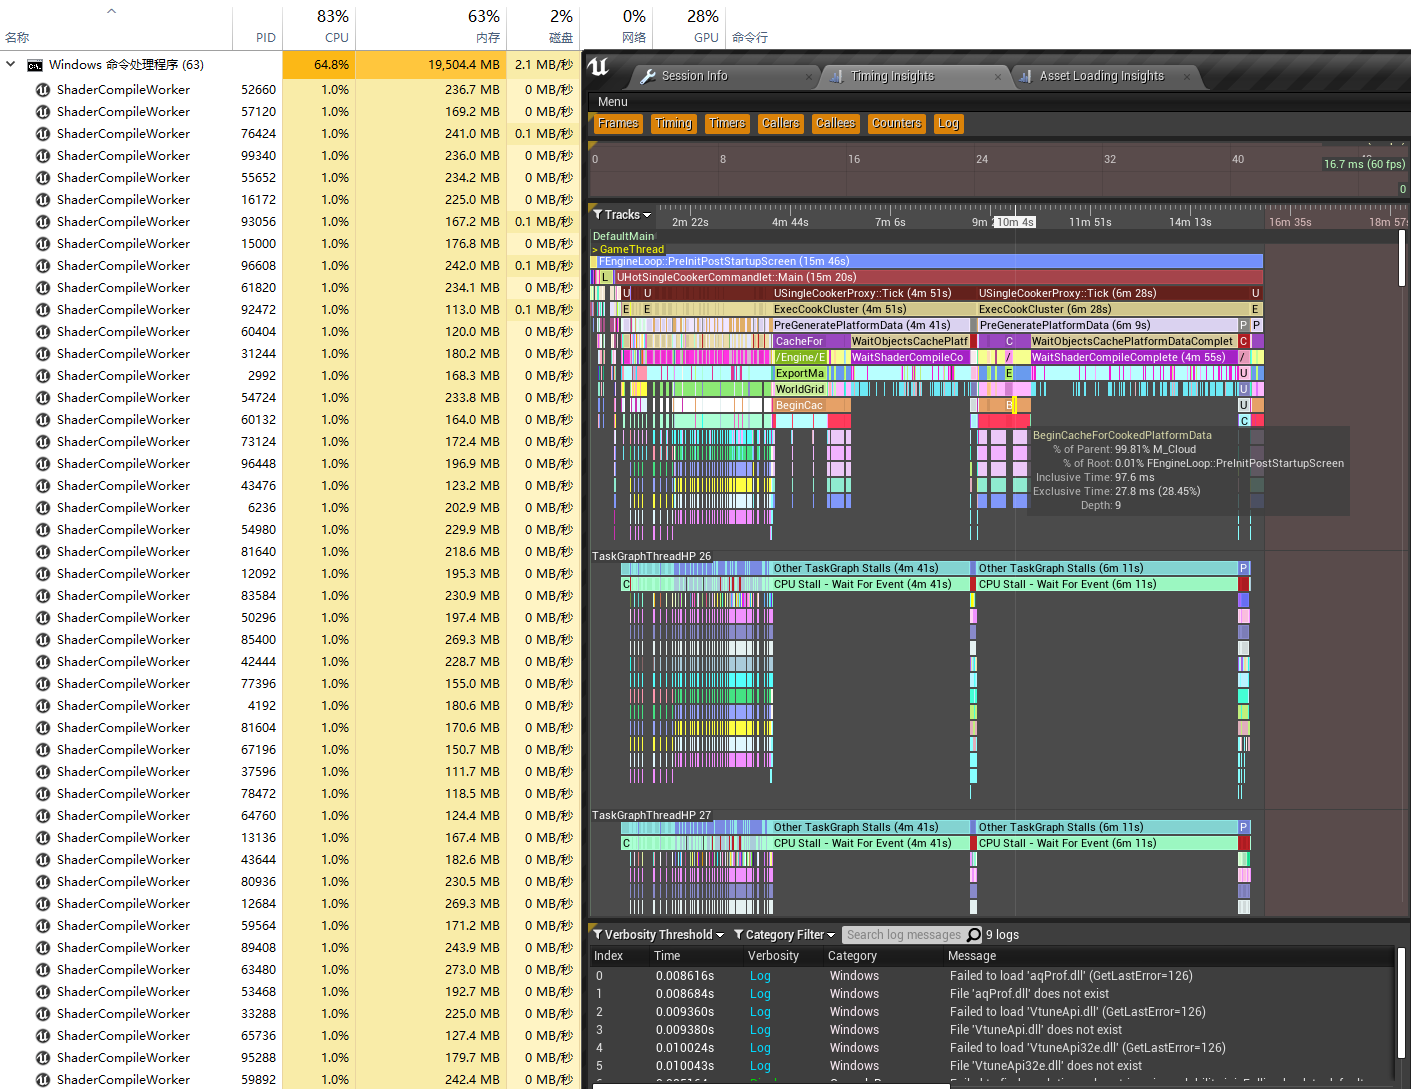 83% 63% 2% 0% 28%
名称 PID CPU 内存 磁盘 网络 GPU 命令行
Windows 命令处理程序 (63) 64.8% 19,504.4 MB 2.1 MB/秒
ShaderCompileWorker 52660 1.0% 236.7 MB 0 MB/秒
ShaderCompileWorker 57120 1.0% 169.2 MB 0 MB/秒
ShaderCompileWorker 76424 1.0% 241.0 MB 0.1 MB/秒
ShaderCompileWorker 99340 1.0% 236.0 MB 0 MB/秒
ShaderCompileWorker 55652 1.0% 234.2 MB 0 MB/秒
ShaderCompileWorker 16172 1.0% 225.0 MB 0 MB/秒
ShaderCompileWorker 93056 1.0% 167.2 MB 0.1 MB/秒
ShaderCompileWorker 15000 1.0% 176.8 MB 0 MB/秒
ShaderCompileWorker 96608 1.0% 242.0 MB 0.1 MB/秒
ShaderCompileWorker 61820 1.0% 234.1 MB 0 MB/秒
ShaderCompileWorker 92472 1.0% 113.0 MB 0.1 MB/秒
ShaderCompileWorker 60404 1.0% 120.0 MB 0 MB/秒
ShaderCompileWorker 31244 1.0% 180.2 MB 0 MB/秒
ShaderCompileWorker 2992 1.0% 168.3 MB 0 MB/秒
ShaderCompileWorker 54724 1.0% 233.8 MB 0 MB/秒
ShaderCompileWorker 60132 1.0% 164.0 MB 0 MB/秒
ShaderCompileWorker 73124 1.0% 172.4 MB 0 MB/秒
ShaderCompileWorker 96448 1.0% 196.9 MB 0 MB/秒
ShaderCompileWorker 43476 1.0% 123.2 MB 0 MB/秒
ShaderCompileWorker 6236 1.0% 202.9 MB 0 MB/秒
ShaderCompileWorker 54980 1.0% 229.9 MB 0 MB/秒
ShaderCompileWorker 81640 1.0% 218.6 MB 0 MB/秒
ShaderCompileWorker 12092 1.0% 195.3 MB 0 MB/秒
ShaderCompileWorker 83584 1.0% 230.9 MB 0 MB/秒
ShaderCompileWorker 50296 1.0% 197.4 MB 0 MB/秒
ShaderCompileWorker 85400 1.0% 269.3 MB 0 MB/秒
ShaderCompileWorker 42444 1.0% 228.7 MB 0 MB/秒
ShaderCompileWorker 77396 1.0% 155.0 MB 0 MB/秒
ShaderCompileWorker 4192 1.0% 180.6 MB 0 MB/秒
ShaderCompileWorker 81604 1.0% 170.6 MB 0 MB/秒
ShaderCompileWorker 67196 1.0% 150.7 MB 0 MB/秒
ShaderCompileWorker 37596 1.0% 111.7 MB 0 MB/秒
ShaderCompileWorker 78472 1.0% 118.5 MB 0 MB/秒
ShaderCompileWorker 64760 1.0% 124.4 MB 0 MB/秒
ShaderCompileWorker 13136 1.0% 167.4 MB 0 MB/秒
ShaderCompileWorker 43644 1.0% 182.6 MB 0 MB/秒
ShaderCompileWorker 80936 1.0% 230.5 MB 0 MB/秒
ShaderCompileWorker 12684 1.0% 269.3 MB 0 MB/秒
ShaderCompileWorker 59564 1.0% 171.2 MB 0 MB/秒
ShaderCompileWorker 89408 1.0% 243.9 MB 0 MB/秒
ShaderCompileWorker 63480 1.0% 273.0 MB 0 MB/秒
ShaderCompileWorker 53468 1.0% 192.7 MB 0 MB/秒
ShaderCompileWorker 33288 1.0% 225.0 MB 0 MB/秒
ShaderCompileWorker 65736 1.0% 127.4 MB 0 MB/秒
ShaderCompileWorker 95288 1.0% 179.7 MB 0 MB/秒
ShaderCompileWorker 59892 1.0% 242.4 MB 0 MB/秒
Session Info Timing Insights Asset Loading Insights
Menu
Frames Timing Timers Callers Callees Counters Log
0 8 16 24 32 40
16.7 ms (60 fps)
0
Tracks
2m 22s 4m 44s 7m 6s 9m 10m 4s 11m 51s 14m 13s 16m 35s 18m 57s
DefaultMain
> GameThread
FEngineLoop::PreInitPostStartupScreen (15m 46s)
L UHotSingleCookerCommandlet::Main (15m 20s)
U U USingleCookerProxy::Tick (4m 51s) USingleCookerProxy::Tick (6m 28s) U
E E ExecCookCluster (4m 51s) ExecCookCluster (6m 28s) E
PreGeneratePlatformData (4m 41s) PreGeneratePlatformData (6m 9s) P P
CacheFor WaitObjectsCachePlatf C WaitObjectsCachePlatformDataComplet C
/Engine/E WaitShaderCompileCo / WaitShaderCompileComplete (4m 55s) /
ExportMa E U
WorldGrid U
BeginCac B U
C
BeginCacheForCookedPlatformData
% of Parent: 99.81% M_Cloud
% of Root: 0.01% FEngineLoop::PreInitPostStartupScreen
Inclusive Time: 97.6 ms
Exclusive Time: 27.8 ms (28.45%)
Depth: 9
TaskGraphThreadHP 26
Other TaskGraph Stalls (4m 41s) Other TaskGraph Stalls (6m 11s) P
C CPU Stall - Wait For Event (4m 41s) CPU Stall - Wait For Event (6m 11s)
TaskGraphThreadHP 27
Other TaskGraph Stalls (4m 41s) Other TaskGraph Stalls (6m 11s) P
C CPU Stall - Wait For Event (4m 41s) CPU Stall - Wait For Event (6m 11s)
Verbosity Threshold Category Filter Search log messages 9 logs
Index Time Verbosity Category Message
0 0.008616s Log Windows Failed to load 'aqProf.dll' (GetLastError=126)
1 0.008684s Log Windows File 'aqProf.dll' does not exist
2 0.009360s Log Windows Failed to load 'VtuneApi.dll' (GetLastError=126)
3 0.009380s Log Windows File 'VtuneApi.dll' does not exist
4 0.010024s Log Windows Failed to load 'VtuneApi32e.dll' (GetLastError=126)
5 0.010043s Log Windows File 'VtuneApi32e.dll' does not exist